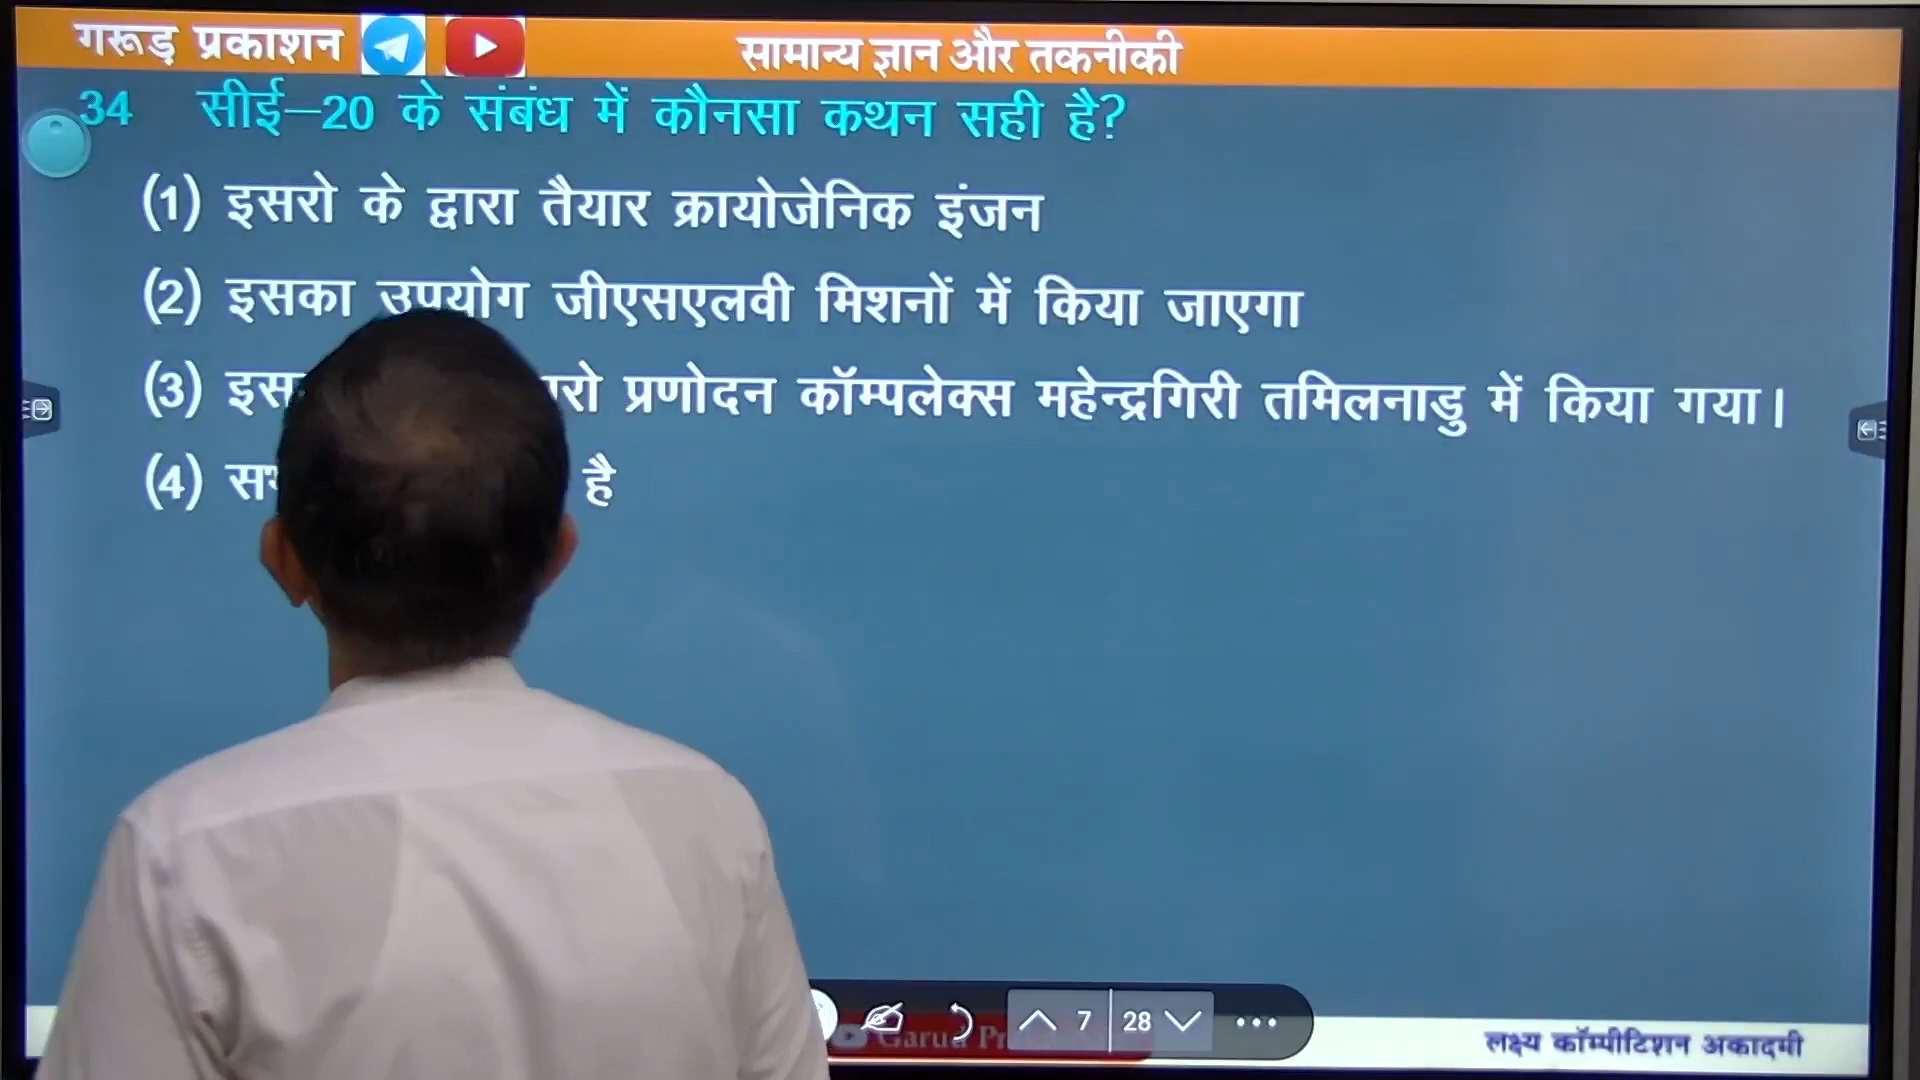 गरूड़ प्रकाशन
सामान्य ज्ञान और तकनीकी
34 सीई–20 के संबंध में कौनसा कथन सही है?
(1) इसरो के द्वारा तैयार क्रायोजेनिक इंजन
(2) इसका उपयोग जीएसएलवी मिशनों में किया जाएगा
(3) प्रणोदन कॉम्पलेक्स महेन्द्रगिरी तमिलनाडु में किया गया।
(4) है
7 28
Garud
लक्ष्य कॉम्पीटिशन अकादमी